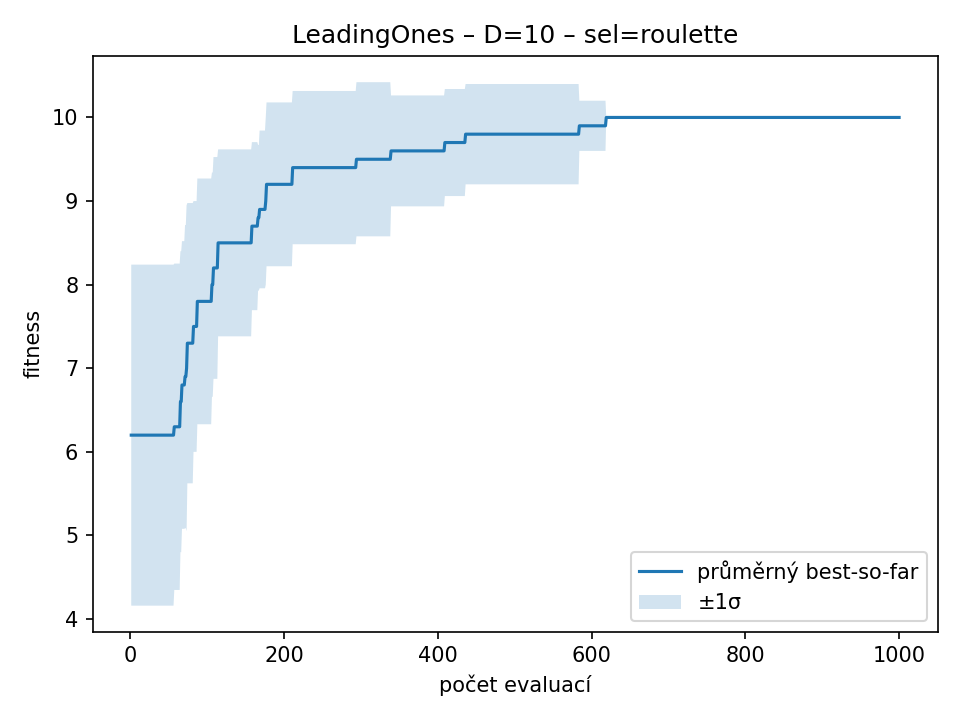 LeadingOnes – D=10 – sel=roulette
fitness
10
9
8
7
6
5
4
0
200
400
600
800
1000
počet evaluací
průměrný best-so-far
±1σ